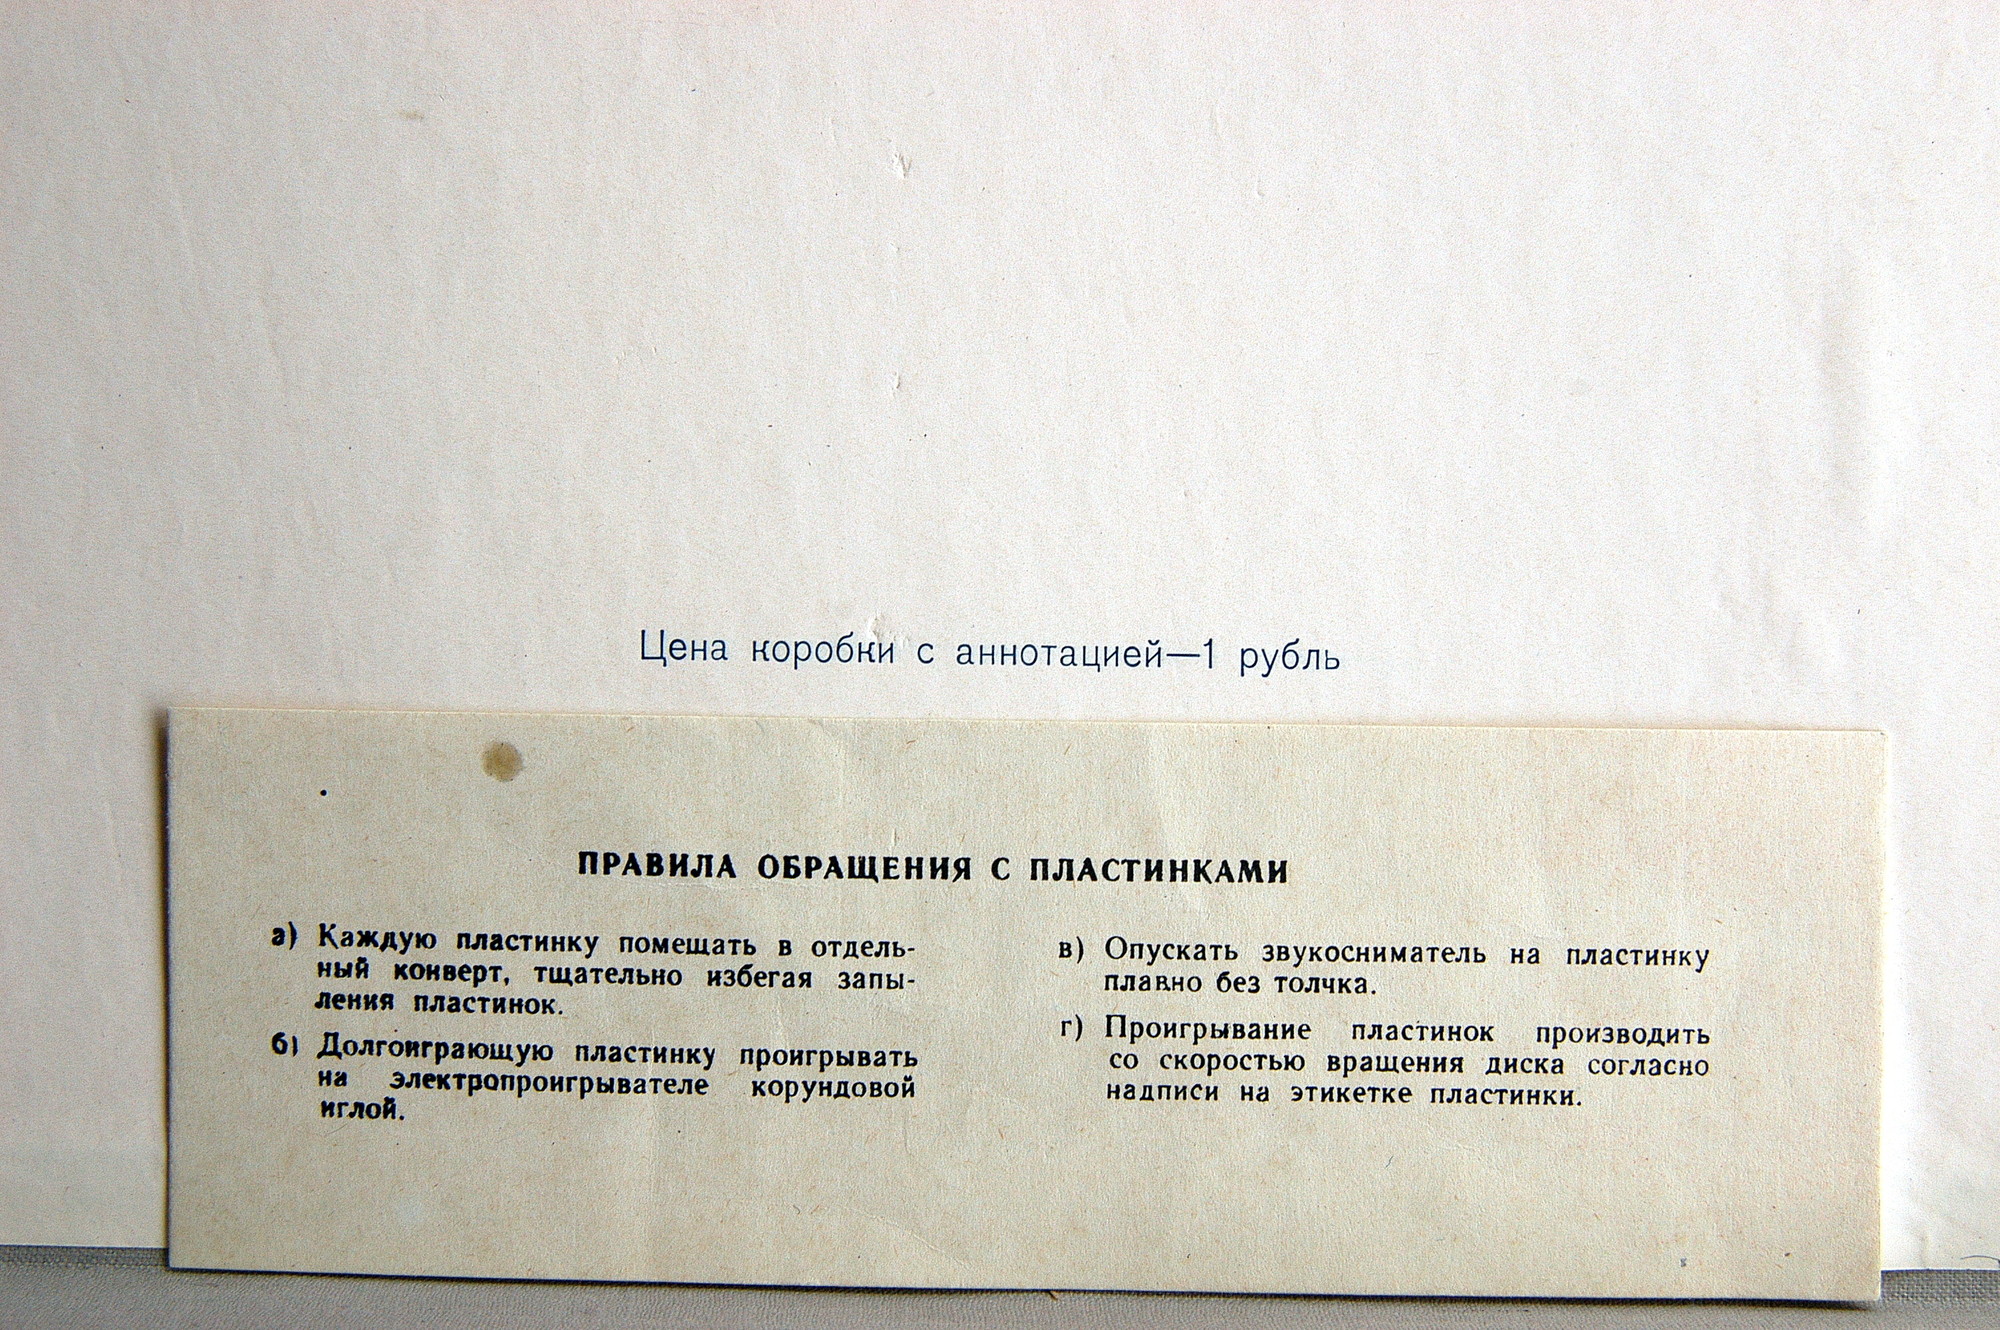 Цена коробки с аннотацией—1 рубль
ПРАВИЛА ОБРАЩЕНИЯ С ПЛАСТИНКАМИ
а) Каждую пластинку помещать в отдель-
ный конверт, тщательно избегая запы-
ления пластинок.
б) Долгоиграющую пластинку проигрывать
на электропроигрывателе корундовой
иглой.
в) Опускать звукосниматель на пластинку
плавно без толчка.
г) Проигрывание пластинок производить
со скоростью вращения диска согласно
надписи на этикетке пластинки.